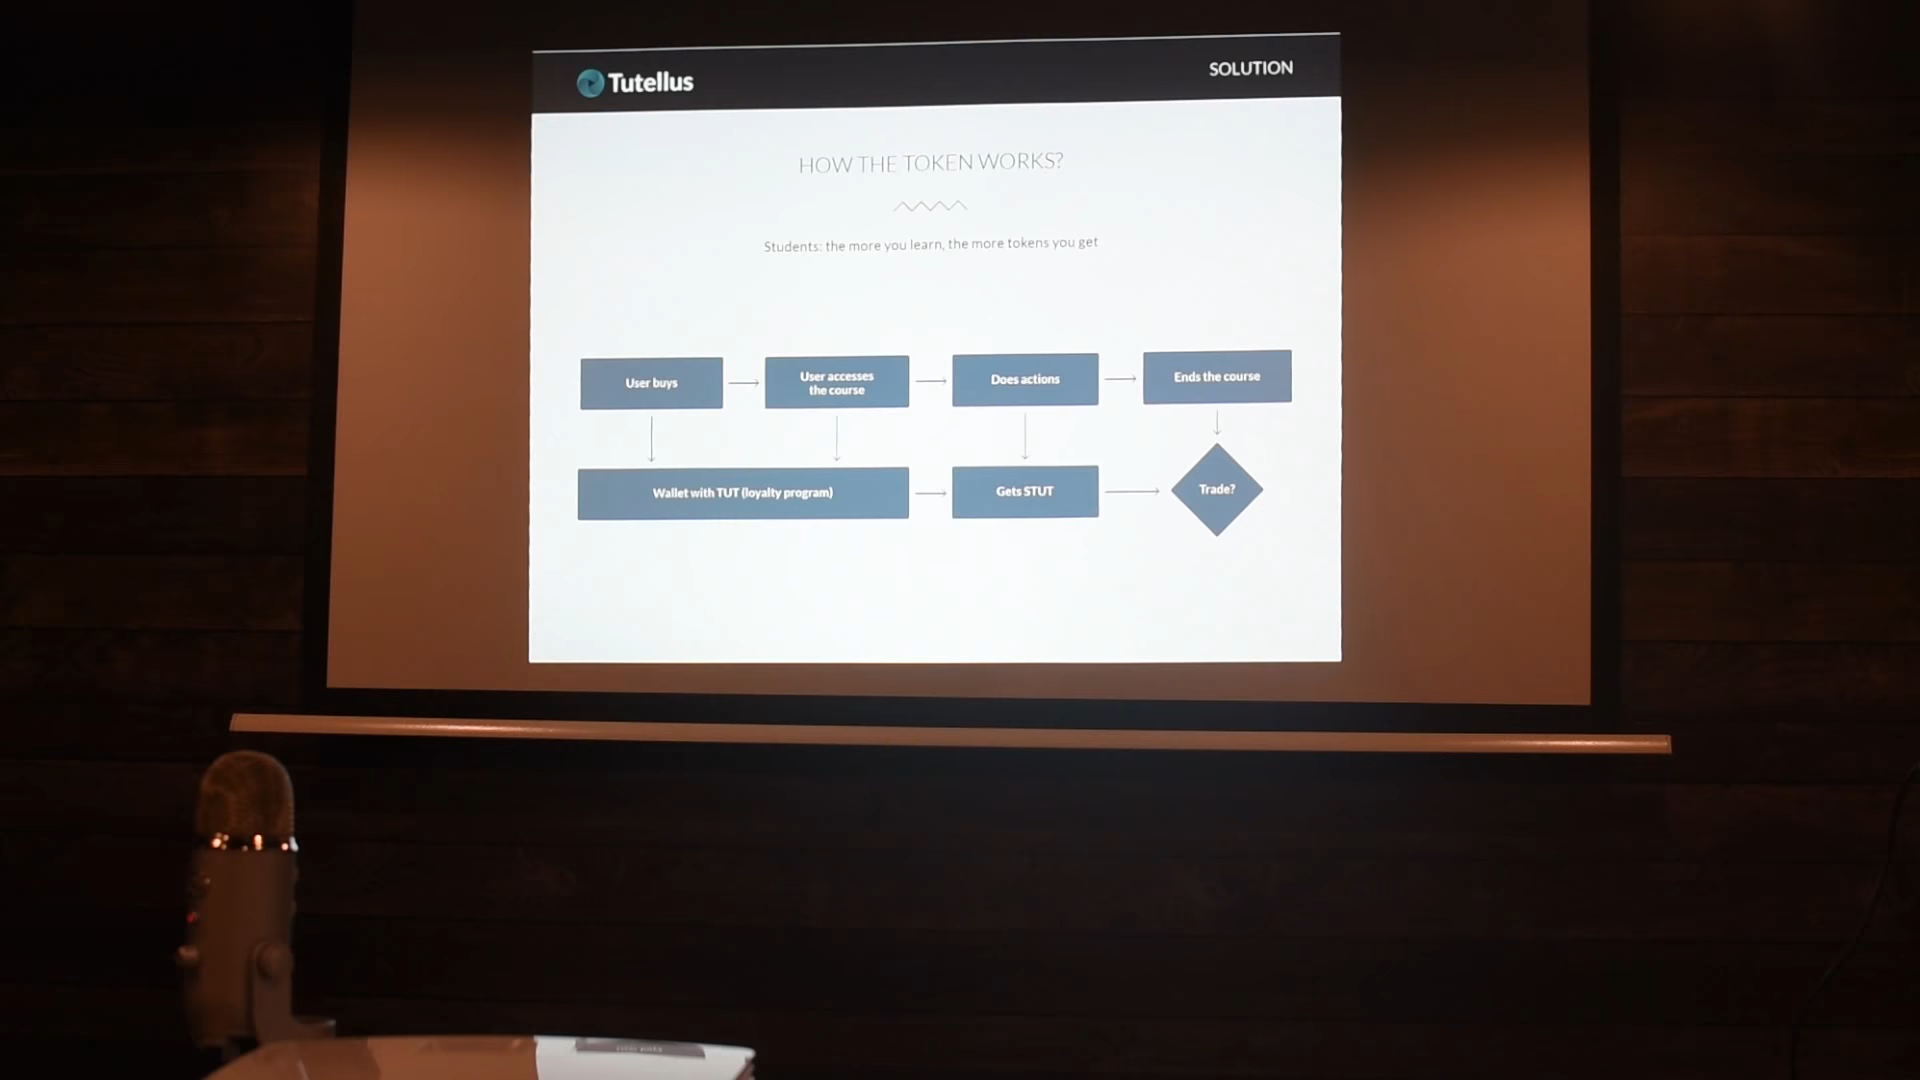 Tutellus
SOLUTION
HOW THE TOKEN WORKS?
Students: the more you learn, the more tokens you get
User buys
User accesses
the course
Does actions
Ends the course
Wallet with TUT (loyalty program)
Gets STUT
Trade?